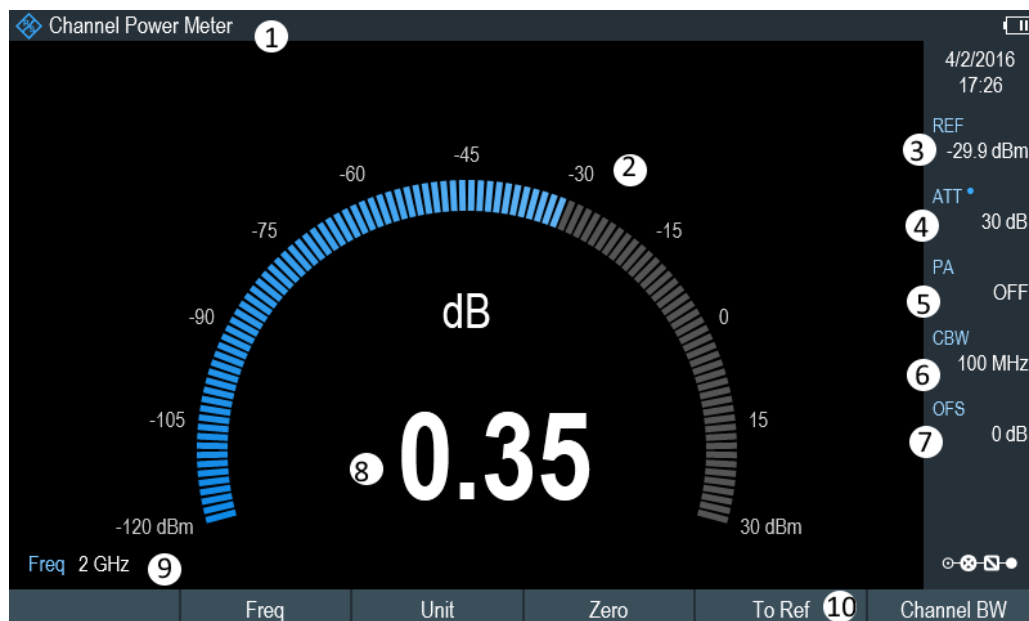 Channel Power Meter 1
4/2/2016
17:26
REF
3 -29.9 dBm
ATT
4 30 dB
PA
5 OFF
CBW
6 100 MHz
OFS
7 0 dB
-45
-60 -30 2
-75 -15
dB
-90 0
-105 15
8 0.35
-120 dBm 30 dBm
Freq 2 GHz 9
Freq Unit Zero To Ref 10 Channel BW